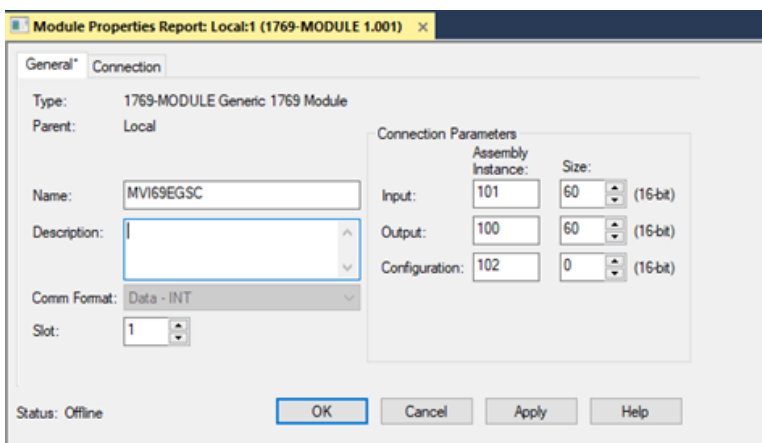 Module Properties Report: Local:1 (1769-MODULE 1.001) ×
General* Connection
Type: 1769-MODULE Generic 1769 Module
Parent: Local
Connection Parameters
Assembly
Instance: Size:
Name: MVI69EGSC
Input: 101 60 (16-bit)
Description:
Output: 100 60 (16-bit)
Configuration: 102 0 (16-bit)
Comm Format: Data - INT
Slot: 1
Status: Offline
OK Cancel Apply Help